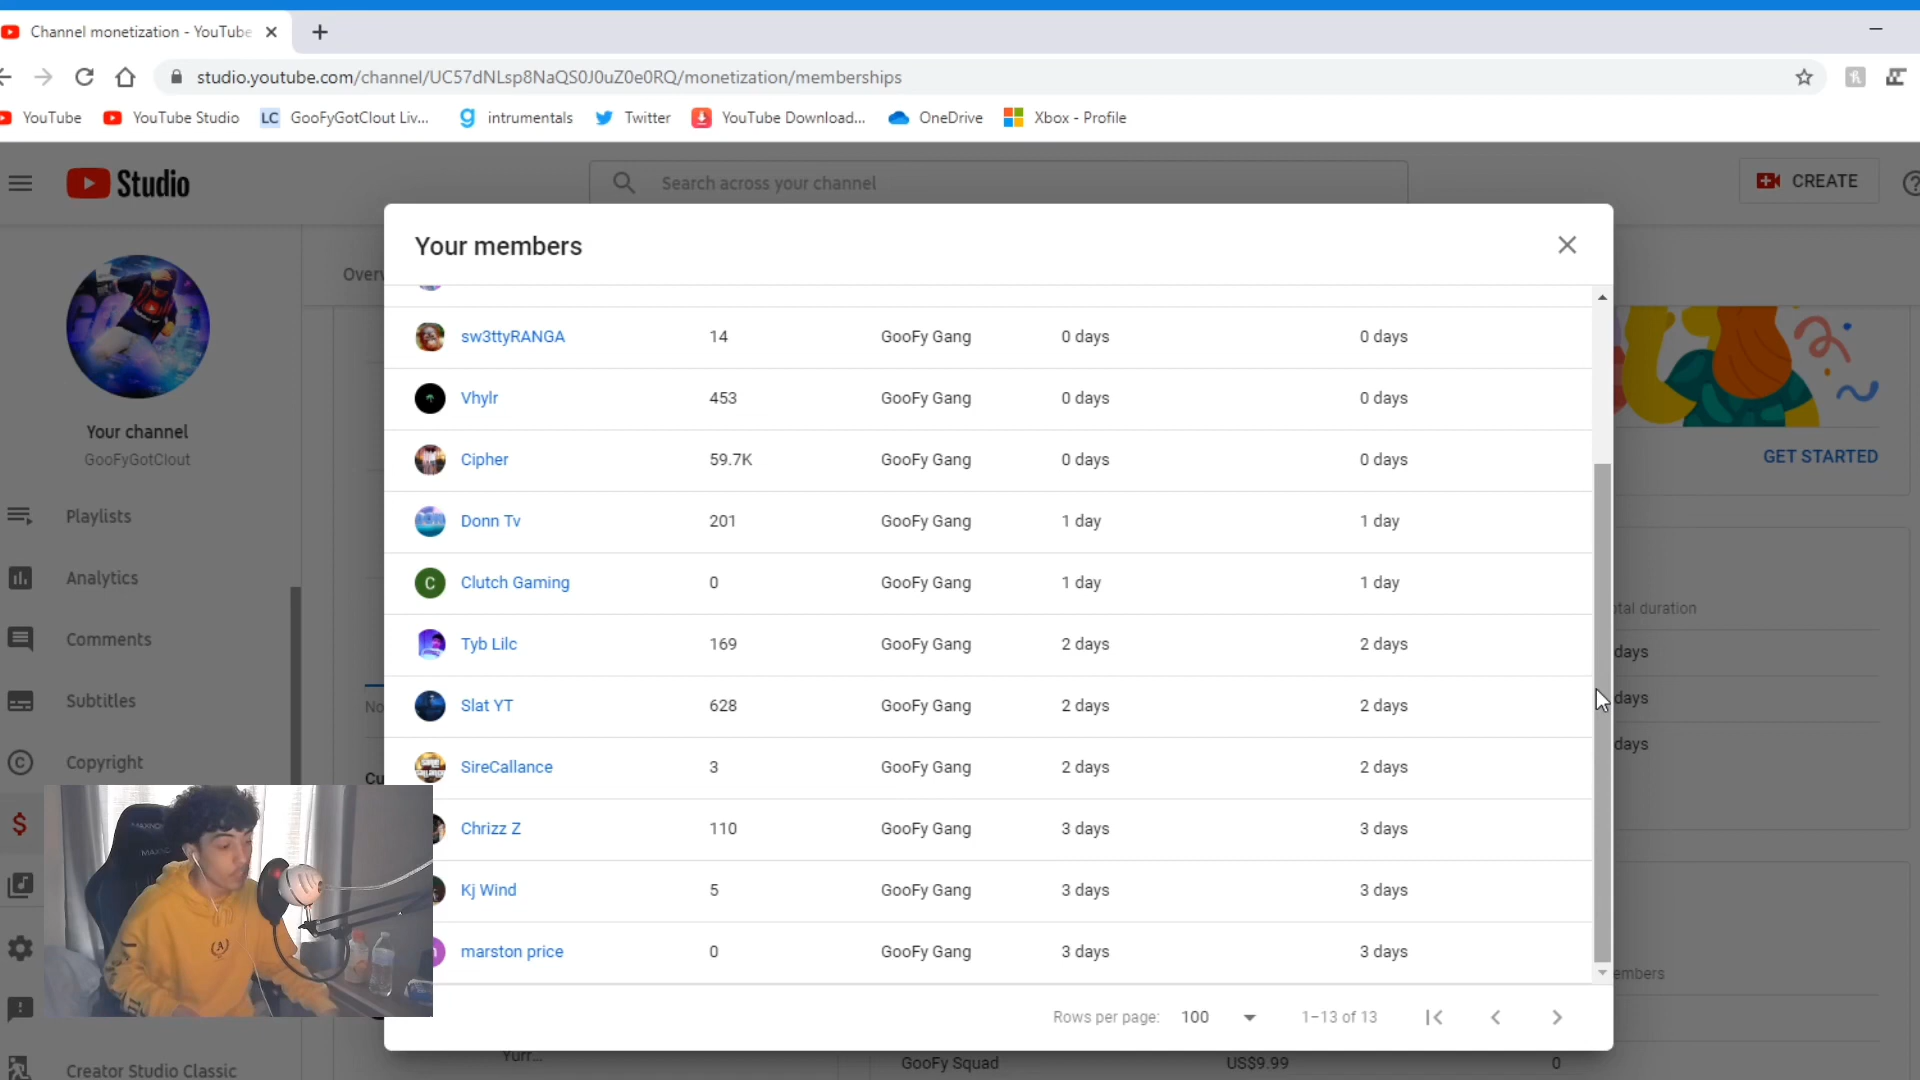 Channel monetization - YouTube
studio.youtube.com/channel/UC57dNLsp8NaQS0J0uZ0e0RQ/monetization/memberships
YouTube YouTube Studio LC GooFyGotClout Liv... intrumentals Twitter YouTube Download... OneDrive Xbox - Profile
Studio Search across your channel CREATE
Your members
Your channel
GooFyGotClout
Playlists
Analytics
Comments
Subtitles
Copyright
Creator Studio Classic
sw3ttyRANGA 14 GooFy Gang 0 days 0 days
Vhylr 453 GooFy Gang 0 days 0 days
Cipher 59.7K GooFy Gang 0 days 0 days
Donn Tv 201 GooFy Gang 1 day 1 day
C Clutch Gaming 0 GooFy Gang 1 day 1 day
Tyb Lilc 169 GooFy Gang 2 days 2 days
Slat YT 628 GooFy Gang 2 days 2 days
SireCallance 3 GooFy Gang 2 days 2 days
Chrizz Z 110 GooFy Gang 3 days 3 days
Kj Wind 5 GooFy Gang 3 days 3 days
marston price 0 GooFy Gang 3 days 3 days
Rows per page: 100 1–13 of 13
GET STARTED
duration
days
days
days
Yurr...
GooFy Squad US$9.99 0